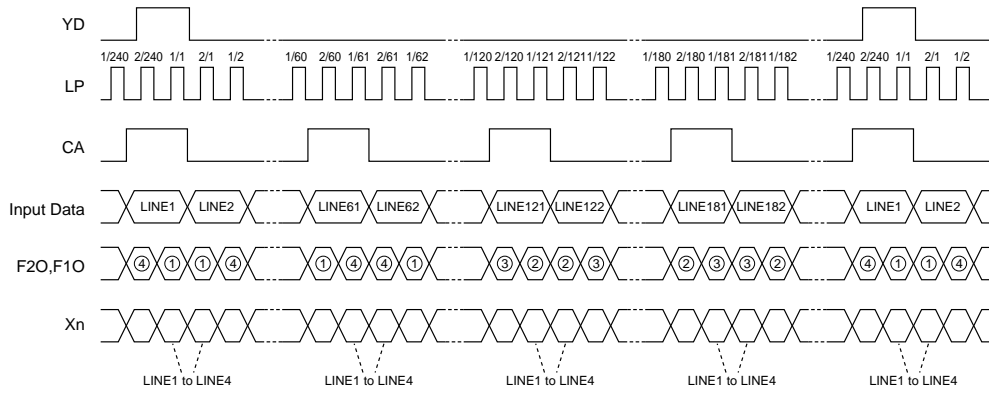 YD
1/240 2/240 1/1 2/1 1/2 1/60 2/60 1/61 2/61 1/62 1/120 2/120 1/121 2/121 1/122 1/180 2/180 1/181 2/181 1/182 1/240 2/240 1/1 2/1 1/2
LP
CA
Input Data LINE1 LINE2 LINE61 LINE62 LINE121 LINE122 LINE181 LINE182 LINE1 LINE2
F2O,F1O ④ ① ① ④ ① ④ ④ ① ③ ② ② ③ ② ③ ③ ② ④ ① ① ④
Xn
LINE1 to LINE4 LINE1 to LINE4 LINE1 to LINE4 LINE1 to LINE4 LINE1 to LINE4